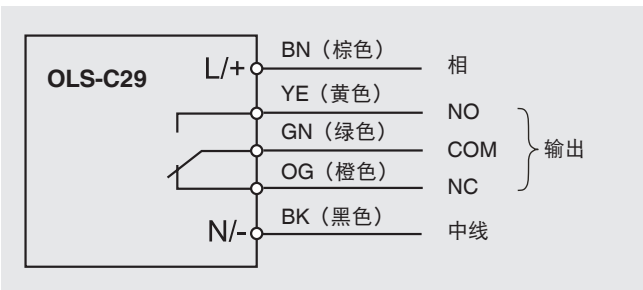 OLS-C29 L/+ BN（棕色） 相
YE（黄色） NO
GN（绿色） COM 输出
OG（橙色） NC
N/- BK（黑色） 中线